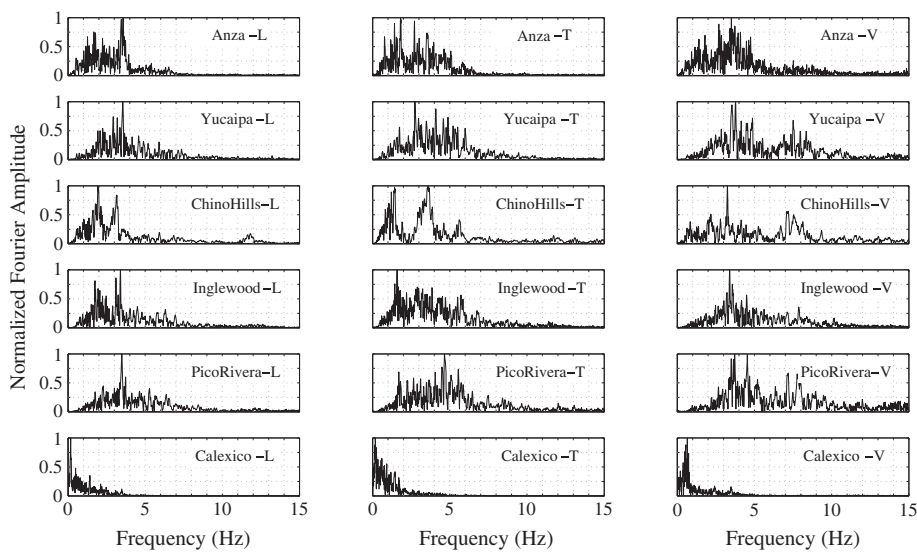 1
0.5
0
Anza –L
Anza –T
Anza –V
1
0.5
0
Yucaipa –L
Yucaipa –T
Yucaipa –V
Normalized Fourier Amplitude
1
0.5
0
ChinoHills–L
ChinoHills–T
ChinoHills–V
1
0.5
0
Inglewood –L
Inglewood –T
Inglewood –V
1
0.5
0
PicoRivera–L
PicoRivera–T
PicoRivera–V
1
0.5
0
Calexico –L
Calexico –T
Calexico –V
0 5 10 15
0 5 10 15
0 5 10 15
Frequency (Hz)
Frequency (Hz)
Frequency (Hz)